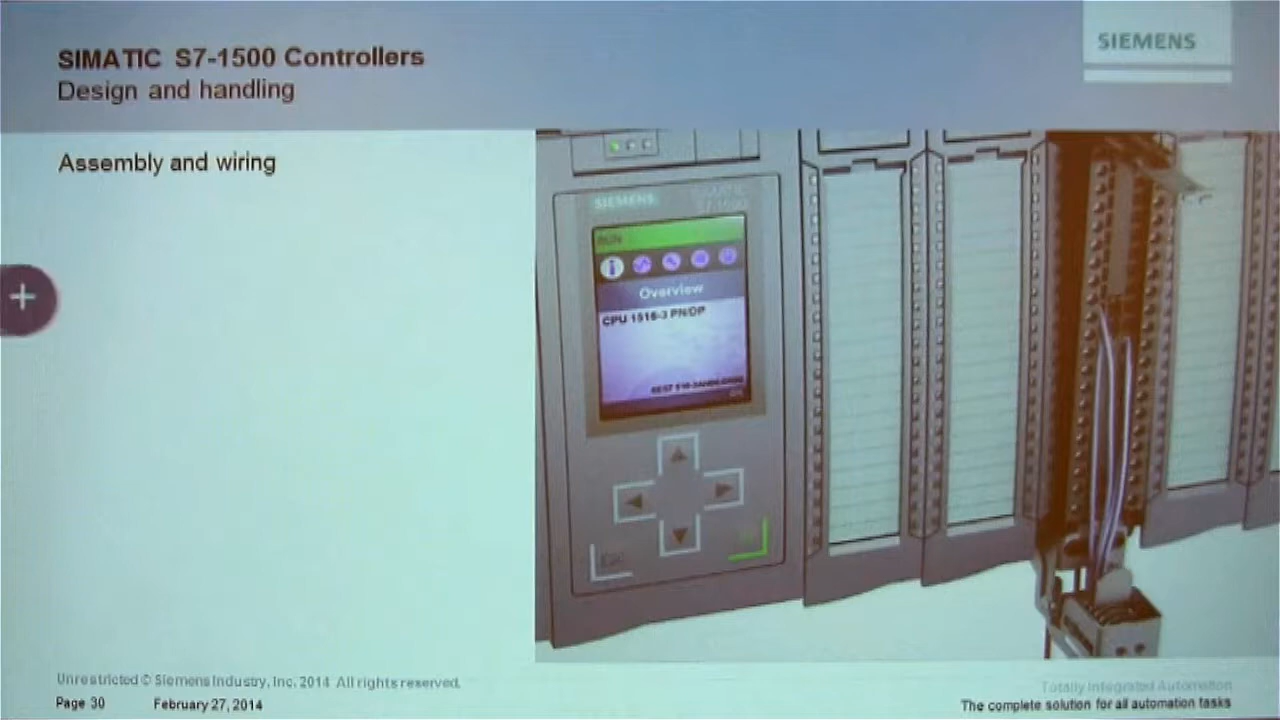 SIMATIC S7-1500 Controllers
Design and handling
SIEMENS
Assembly and wiring
SIEMENS
RUN
Overview
CPU 1516-3 PN/DP
ESC
Unrestricted © Siemens Industry, Inc. 2014 All rights reserved.
Page 30 February 27, 2014
Totally Integrated Automation
The complete solution for all automation tasks